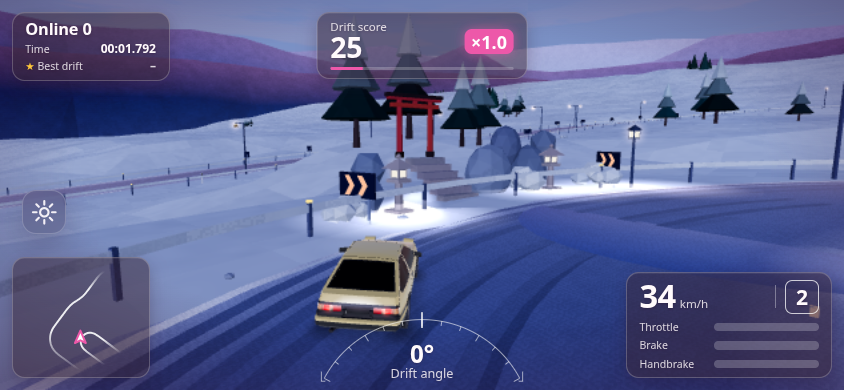 Online 0
Time 00:01.792
★ Best drift –
Drift score
25
×1.0
34 km/h
2
Throttle
Brake
Handbrake
0°
Drift angle